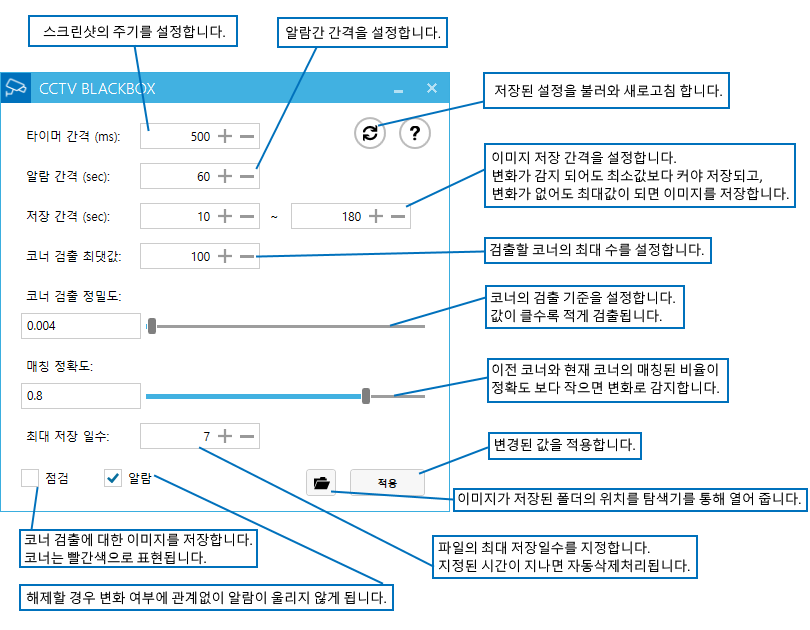 스크린샷의 주기를 설정합니다.
알람간 간격을 설정합니다.
CCTV BLACKBOX
저장된 설정을 불러와 새로고침 합니다.
타이머 간격 (ms):
500
?
알람 간격 (sec):
60
이미지 저장 간격을 설정합니다.
변화가 감지 되어도 최소값보다 커야 저장되고,
변화가 없어도 최대값이 되면 이미지를 저장합니다.
저장 간격 (sec):
10
~
180
코너 검출 최댓값:
100
검출할 코너의 최대 수를 설정합니다.
코너 검출 정밀도:
0.004
코너의 검출 기준을 설정합니다.
값이 클수록 적게 검출됩니다.
매칭 정확도:
0.8
이전 코너와 현재 코너의 매칭된 비율이
정확도 보다 작으면 변화로 감지합니다.
최대 저장 일수:
7
변경된 값을 적용합니다.
점검
알람
적용
이미지가 저장된 폴더의 위치를 탐색기를 통해 열어 줍니다.
코너 검출에 대한 이미지를 저장합니다.
코너는 빨간색으로 표현됩니다.
파일의 최대 저장일수를 지정합니다.
지정된 시간이 지나면 자동삭제처리됩니다.
해제할 경우 변화 여부에 관계없이 알람이 울리지 않게 됩니다.